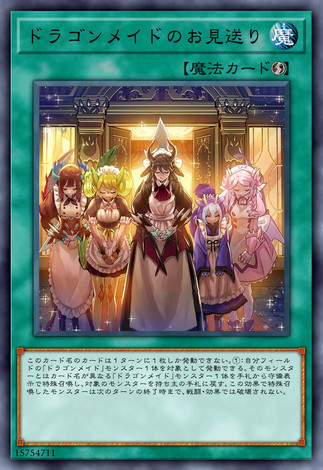 ドラゴンメイドのお見送り
魔
【魔法カード】
このカード名のカードは1ターンに1枚しか発動できない。①:自分フィール
ドの「ドラゴンメイド」モンスター1体を対象として発動できる。そのモンスタ
ーとはカード名が異なる「ドラゴンメイド」モンスター1体を手札から守備表
示で特殊召喚し、対象のモンスターを持ち主の手札に戻す。この効果で特殊
召喚したモンスターは次のターンの終了時まで、戦闘・効果では破壊されない。
15754711